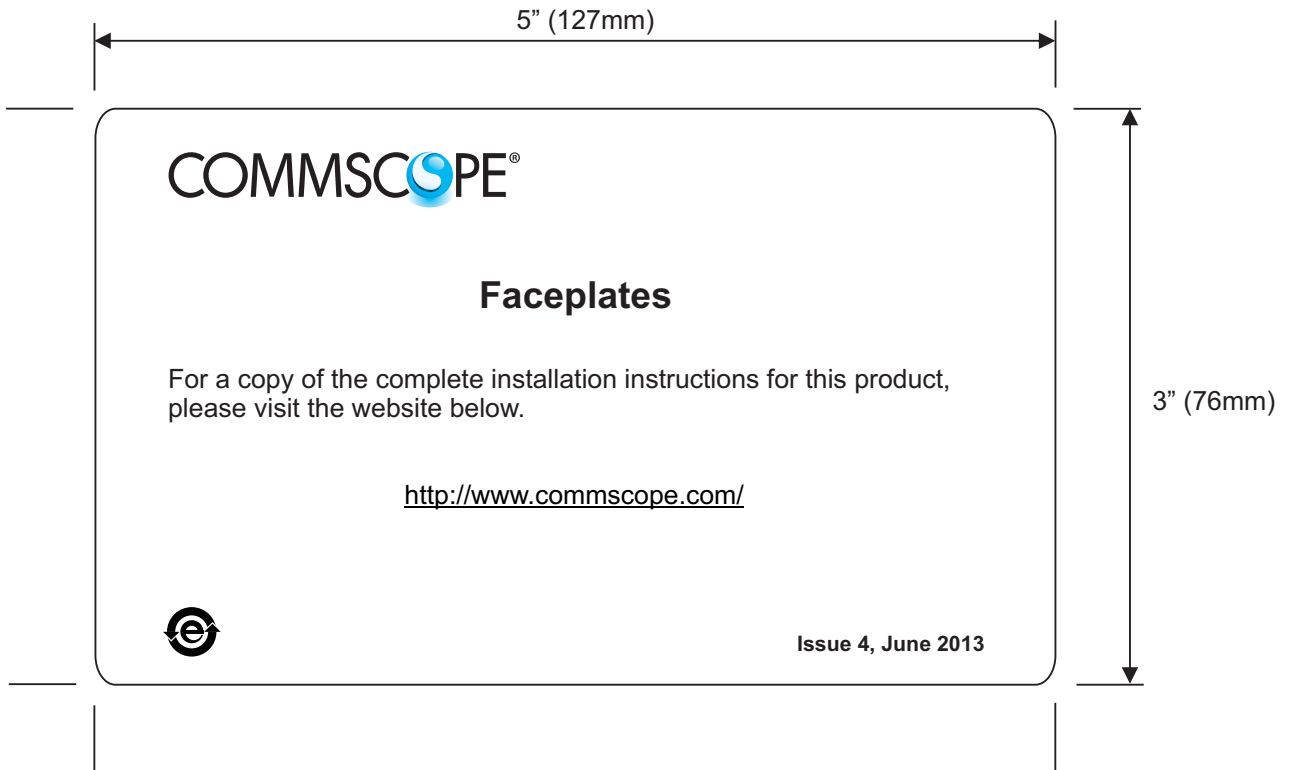 5” (127mm)
COMMSCOPE®
Faceplates
For a copy of the complete installation instructions for this product,
please visit the website below.
3” (76mm)
http://www.commscope.com/
e
Issue 4, June 2013